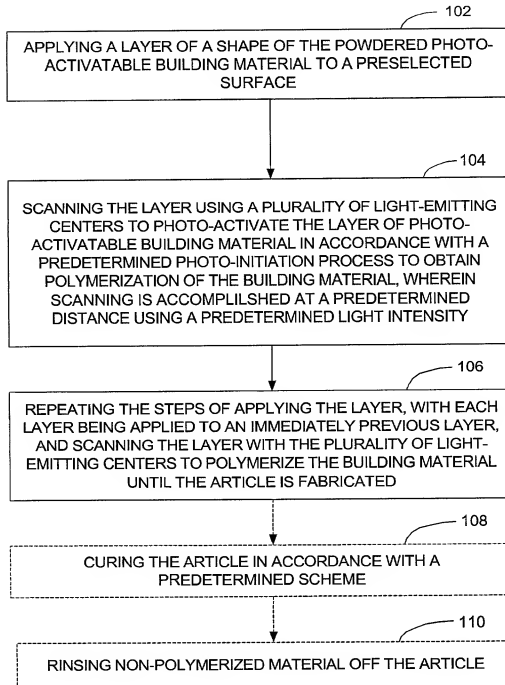 102
APPLYING A LAYER OF A SHAPE OF THE POWDERED PHOTO-
ACTIVATABLE BUILDING MATERIAL TO A PRESELECTED
SURFACE
104
SCANNING THE LAYER USING A PLURALITY OF LIGHT-EMITTING
CENTERS TO PHOTO-ACTIVATE THE LAYER OF PHOTO-
ACTIVATABLE BUILDING MATERIAL IN ACCORDANCE WITH A
PREDETERMINED PHOTO-INITIATION PROCESS TO OBTAIN
POLYMERIZATION OF THE BUILDING MATERIAL, WHEREIN
SCANNING IS ACCOMPLILSHED AT A PREDETERMINED
DISTANCE USING A PREDETERMINED LIGHT INTENSITY
106
REPEATING THE STEPS OF APPLYING THE LAYER, WITH EACH
LAYER BEING APPLIED TO AN IMMEDIATELY PREVIOUS LAYER,
AND SCANNING THE LAYER WITH THE PLURALITY OF LIGHT-
EMITTING CENTERS TO POLYMERIZE THE BUILDING MATERIAL
UNTIL THE ARTICLE IS FABRICATED
108
CURING THE ARTICLE IN ACCORDANCE WITH A
PREDETERMINED SCHEME
110
RINSING NON-POLYMERIZED MATERIAL OFF THE ARTICLE